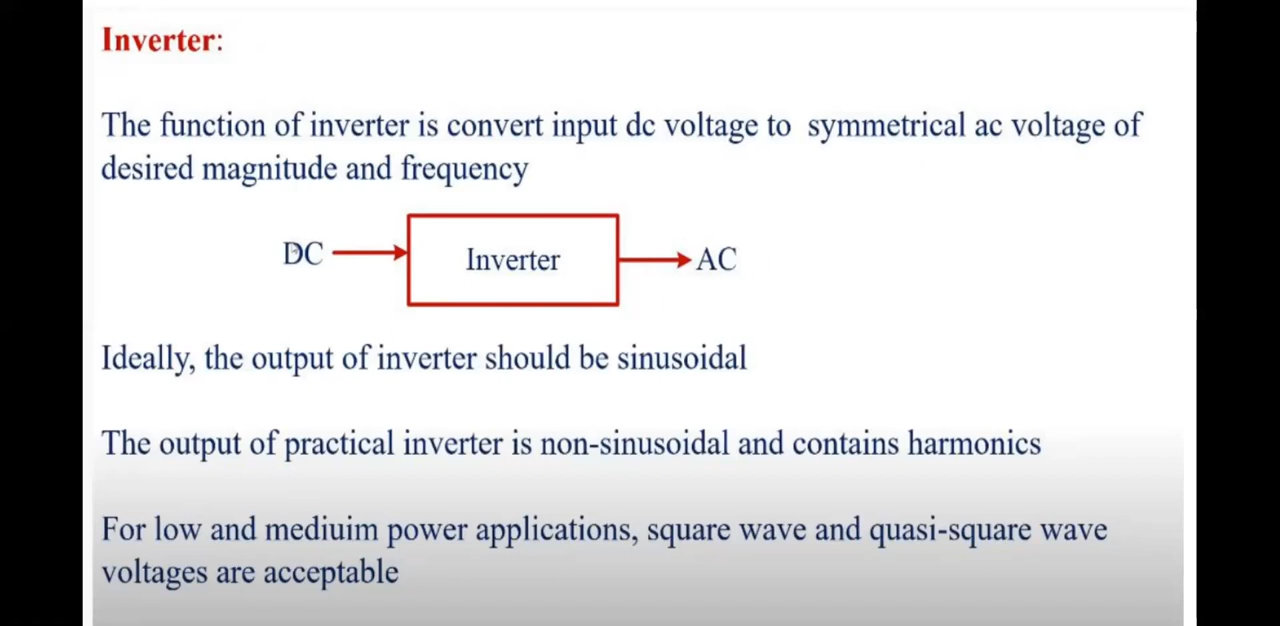 Inverter:
The function of inverter is convert input dc voltage to symmetrical ac voltage of
desired magnitude and frequency
DC
Inverter
AC
Ideally, the output of inverter should be sinusoidal
The output of practical inverter is non-sinusoidal and contains harmonics
For low and mediuim power applications, square wave and quasi-square wave
voltages are acceptable